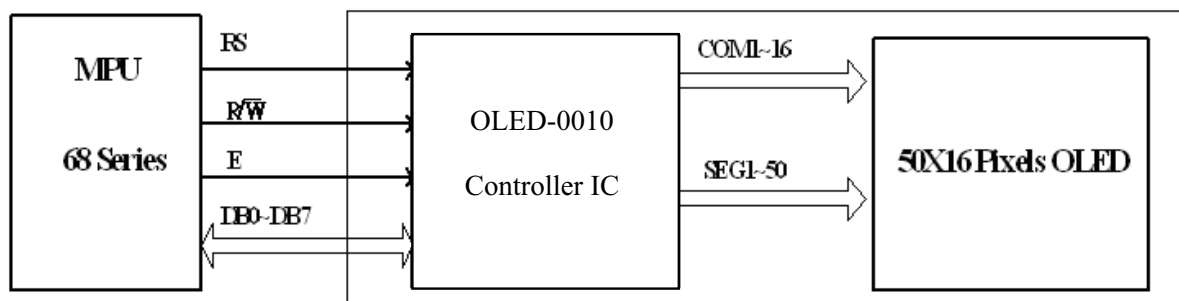 MPU
68 Series
RS
R/W̅
E
DB0~DB7
OLED-0010
Controller IC
COM1~16
SEG1~50
50X16 Pixels OLED